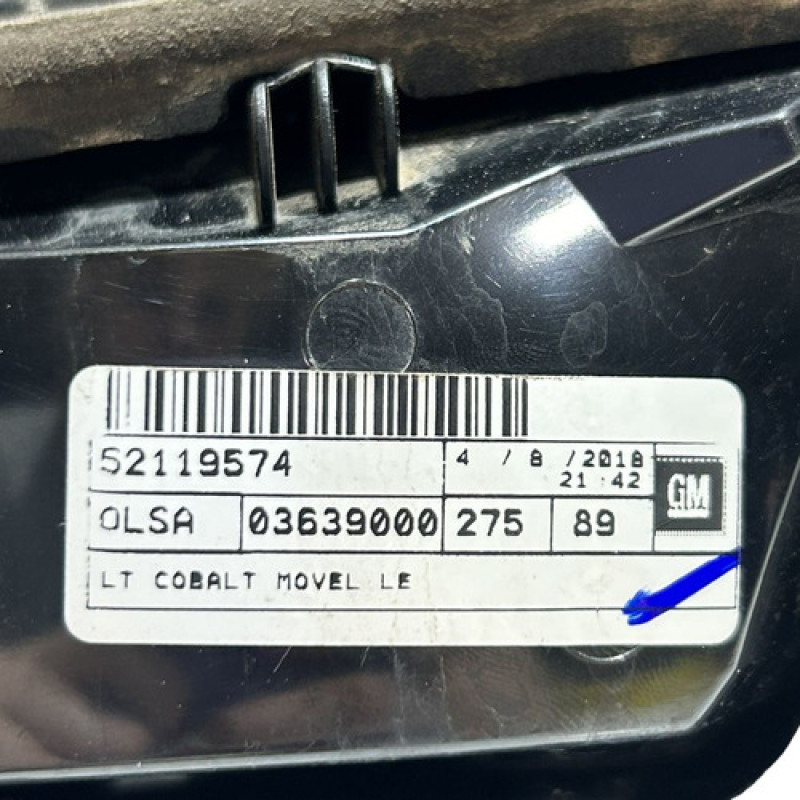 52119574 4 / 8 /2018
21:42
GM
OLSA 03639000 275 89
LT COBALT MOVEL LE